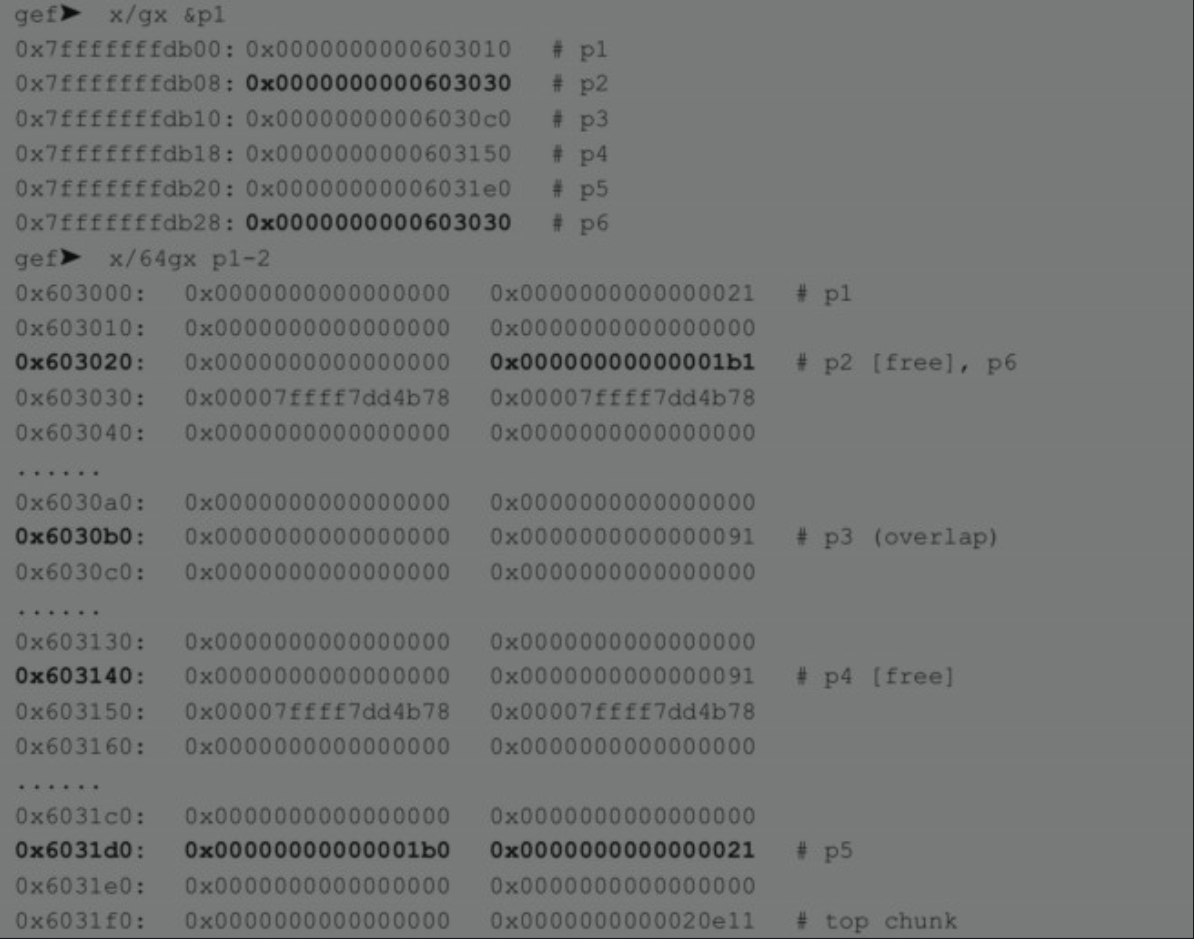 gef➤ x/gx &p1
0x7fffffffdb00: 0x0000000000603010 # p1
0x7fffffffdb08: 0x0000000000603030 # p2
0x7fffffffdb10: 0x00000000006030c0 # p3
0x7fffffffdb18: 0x0000000000603150 # p4
0x7fffffffdb20: 0x00000000006031e0 # p5
0x7fffffffdb28: 0x0000000000603030 # p6
gef➤ x/64gx p1-2
0x603000: 0x0000000000000000 0x0000000000000021 # p1
0x603010: 0x0000000000000000 0x0000000000000000
0x603020: 0x0000000000000000 0x00000000000001b1 # p2 [free], p6
0x603030: 0x00007ffff7dd4b78 0x00007ffff7dd4b78
0x603040: 0x0000000000000000 0x0000000000000000
......
0x6030a0: 0x0000000000000000 0x0000000000000000
0x6030b0: 0x0000000000000000 0x0000000000000091 # p3 (overlap)
0x6030c0: 0x0000000000000000 0x0000000000000000
......
0x603130: 0x0000000000000000 0x0000000000000000
0x603140: 0x0000000000000000 0x0000000000000091 # p4 [free]
0x603150: 0x00007ffff7dd4b78 0x00007ffff7dd4b78
0x603160: 0x0000000000000000 0x0000000000000000
......
0x6031c0: 0x0000000000000000 0x0000000000000000
0x6031d0: 0x00000000000001b0 0x0000000000000021 # p5
0x6031e0: 0x0000000000000000 0x0000000000000000
0x6031f0: 0x0000000000000000 0x0000000000020e11 # top chunk